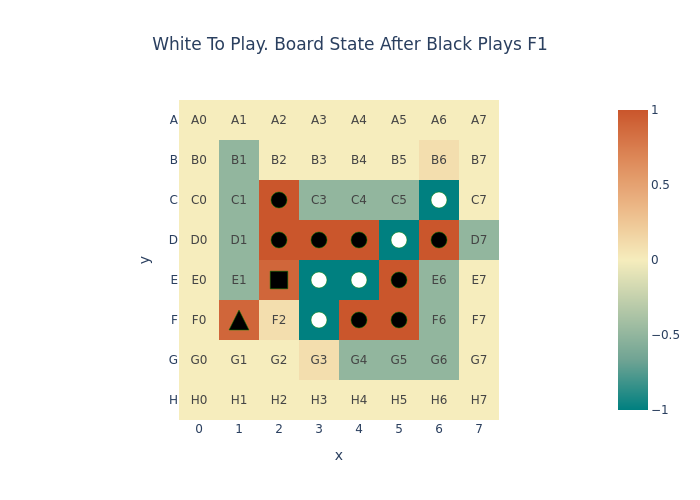 White To Play. Board State After Black Plays F1
A A0 A1 A2 A3 A4 A5 A6 A7
B B0 B1 B2 B3 B4 B5 B6 B7
C C0 C1 C3 C4 C5 C7
D D0 D1 D7
E E0 E1 E6 E7
F F0 F2 F6 F7
G G0 G1 G2 G3 G4 G5 G6 G7
H H0 H1 H2 H3 H4 H5 H6 H7
0 1 2 3 4 5 6 7
x
y
1
0.5
0
−0.5
−1